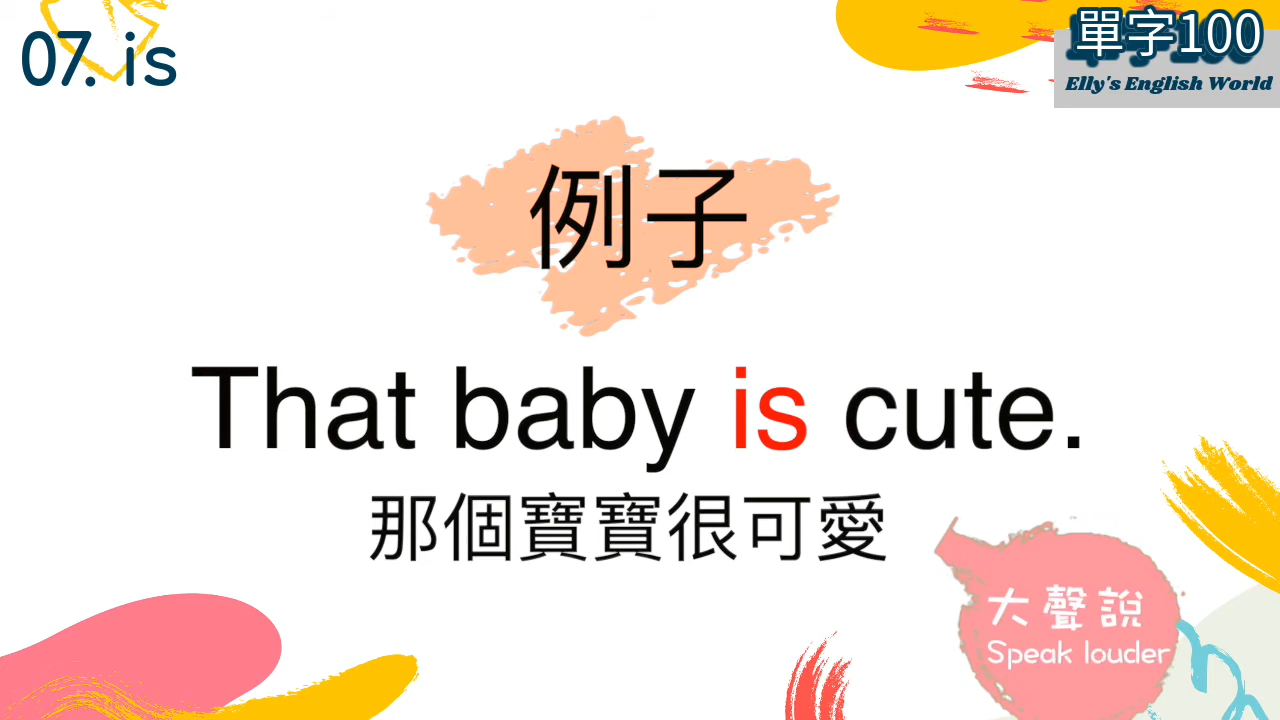 07. is
單字100
Elly's English World
例子
That baby is cute.
那個寶寶很可愛
大聲說
Speak louder